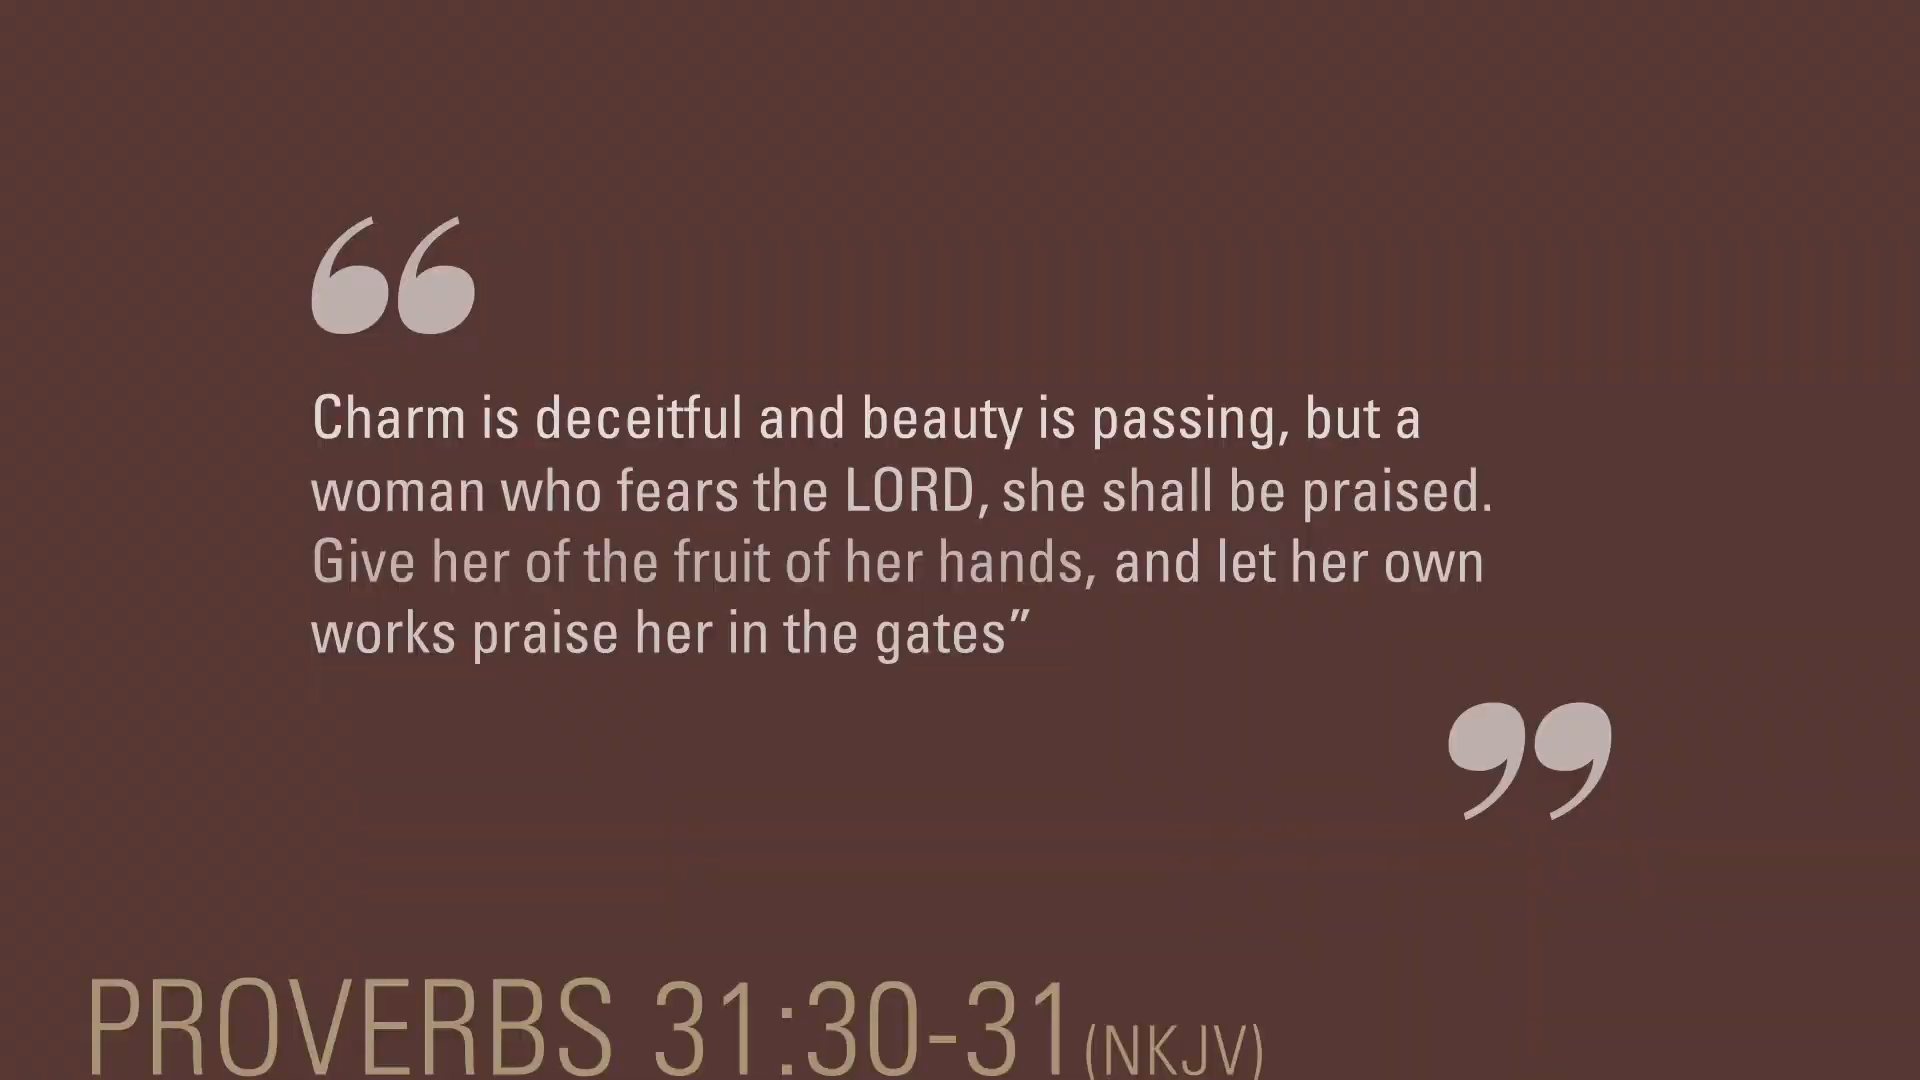 “
Charm is deceitful and beauty is passing, but a
woman who fears the LORD, she shall be praised.
Give her of the fruit of her hands, and let her own
works praise her in the gates”
”
PROVERBS 31:30-31 (NKJV)